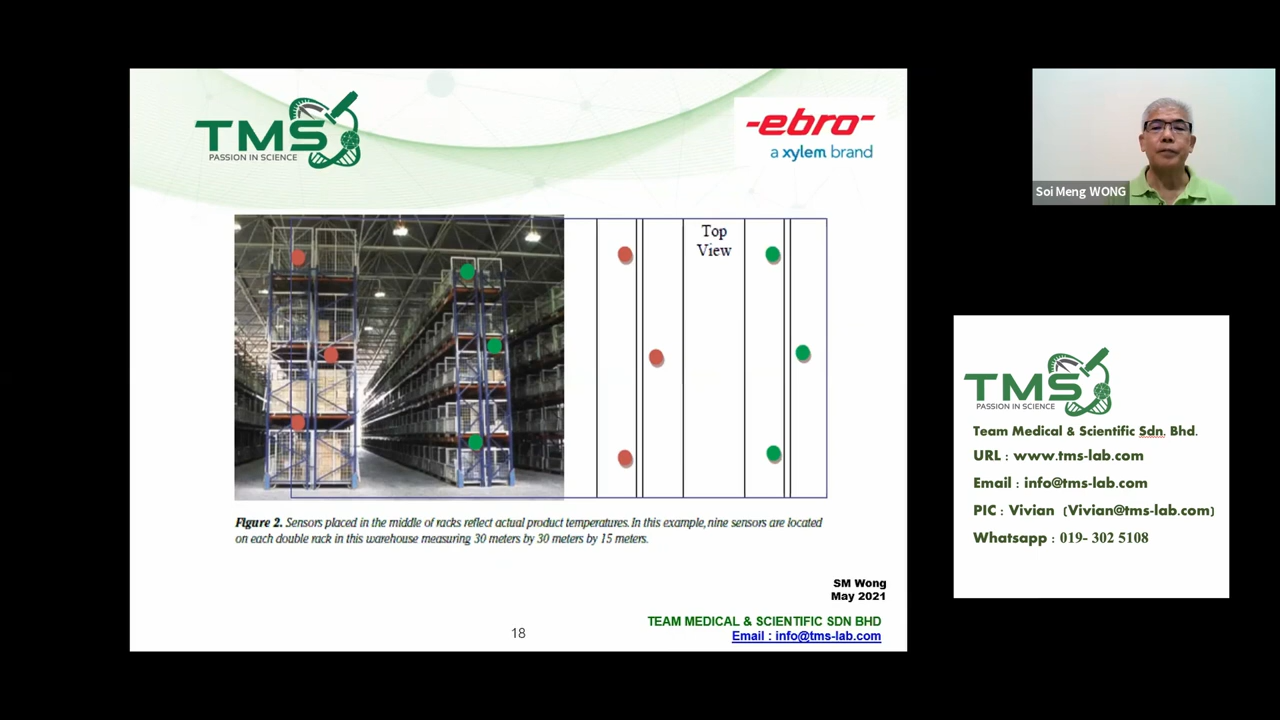 TMS
PASSION IN SCIENCE
-ebro-
a xylem brand
Top
View
Figure 2. Sensors placed in the middle of racks reflect actual product temperatures. In this example, nine sensors are located
on each double rack in this warehouse measuring 30 meters by 30 meters by 15 meters.
SM Wong
May 2021
TEAM MEDICAL & SCIENTIFIC SDN BHD
Email : info@tms-lab.com
18
Soi Meng WONG
TMS
PASSION IN SCIENCE
Team Medical & Scientific Sdn. Bhd.
URL : www.tms-lab.com
Email : info@tms-lab.com
PIC : Vivian (Vivian@tms-lab.com)
Whatsapp : 019- 302 5108